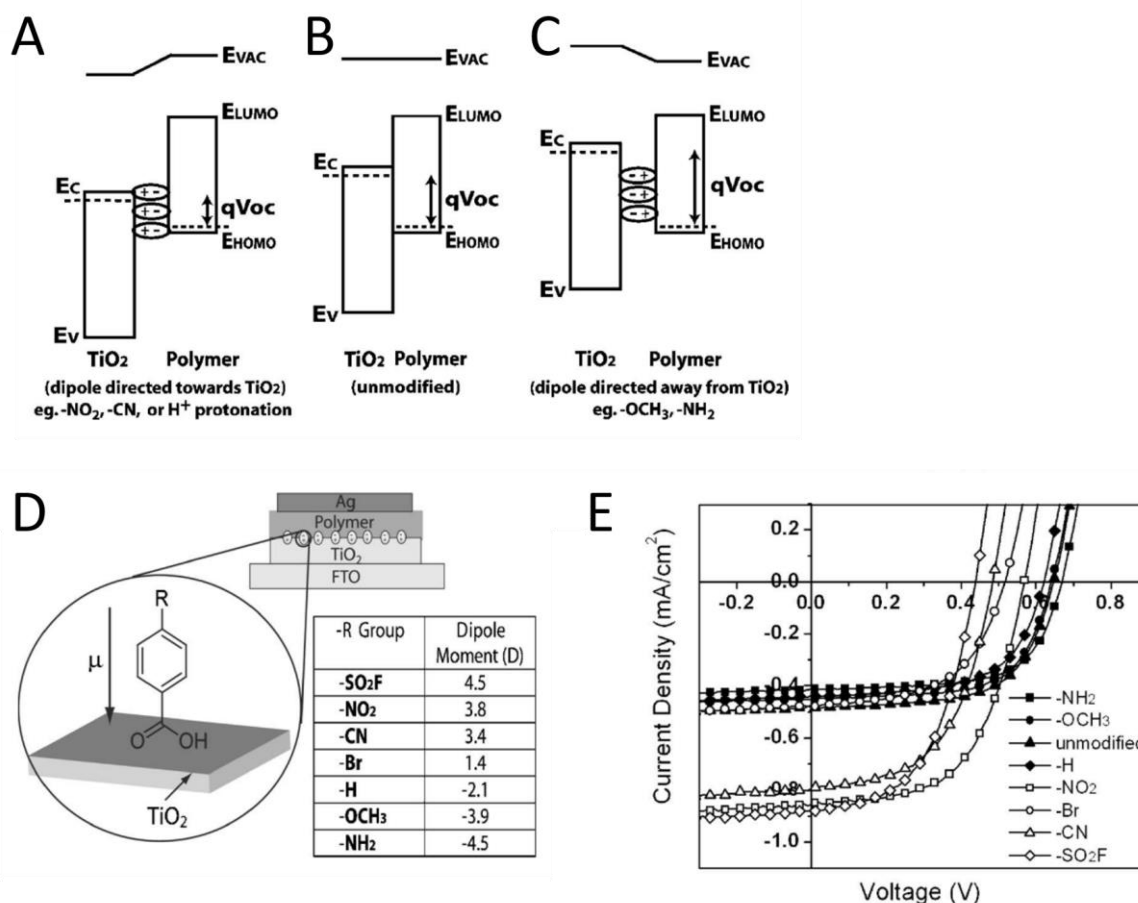 A
EVAC
ELUMO
EC
qVoc
EHOMO
EV
TiO2 Polymer
(dipole directed towards TiO2)
eg. -NO2, -CN, or H+ protonation
B
EVAC
ELUMO
EC
qVoc
EHOMO
EV
TiO2 Polymer
(unmodified)
C
EVAC
ELUMO
EC
qVoc
EHOMO
EV
TiO2 Polymer
(dipole directed away from TiO2)
eg. -OCH3, -NH2
D
Ag
Polymer
TiO2
FTO
R
μ
O
OH
TiO2
-R Group Dipole Moment (D)
-SO2F 4.5
-NO2 3.8
-CN 3.4
-Br 1.4
-H -2.1
-OCH3 -3.9
-NH2 -4.5
E
Current Density (mA/cm2)
0.2
0.0
-0.2
-0.4
-0.6
-0.8
-1.0
-0.2 0.2 0.4 0.6 0.8
Voltage (V)
-NH2
-OCH3
unmodified
-H
-NO2
-Br
-CN
-SO2F